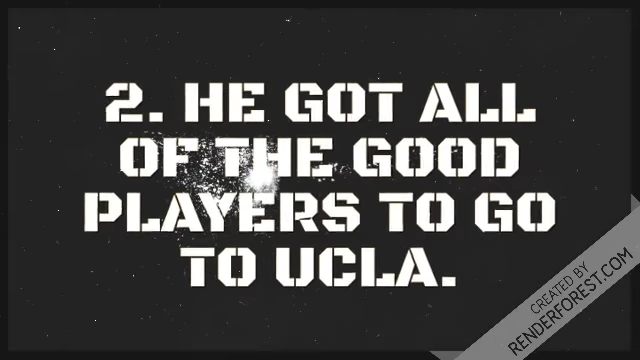 2. HE GOT ALL
OF THE GOOD
PLAYERS TO GO
TO UCLA.
CREATED BY
RENDERFOREST.COM